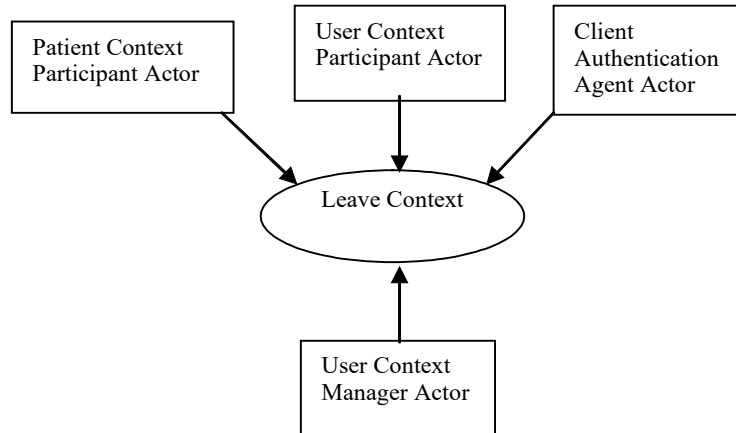 Patient Context
Participant Actor
User Context
Participant Actor
Client
Authentication
Agent Actor
Leave Context
User Context
Manager Actor